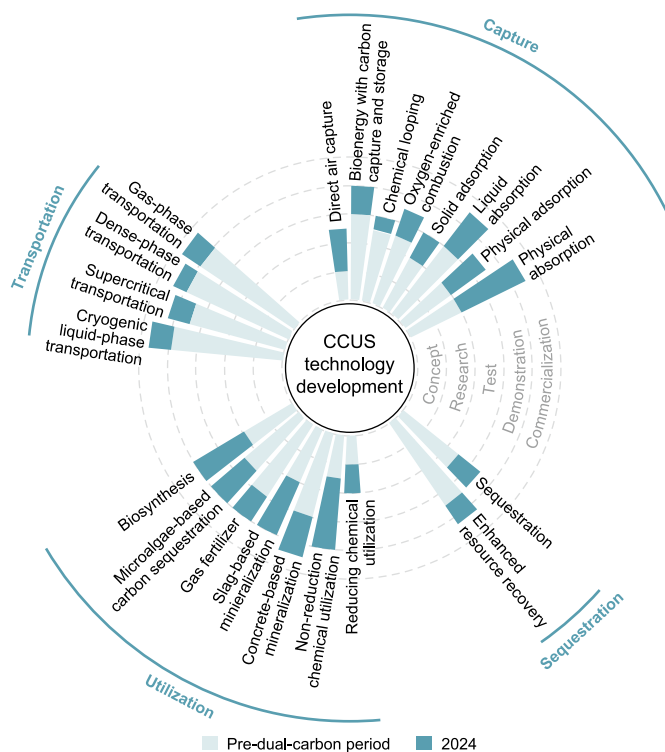 Capture
Direct air capture
Bioenergy with carbon
capture and storage
Chemical looping
Oxygen-enriched
combustion
Solid adsorption
Liquid
absorption
Physical adsorption
Physical
absorption
Transportation
Gas-phase
transportation
Dense-phase
transportation
Supercritical
transportation
Cryogenic
liquid-phase
transportation
CCUS
technology
development
Concept
Research
Test
Demonstration
Commercialization
Biosynthesis
Microalgae-based
carbon sequestration
Gas fertilizer
Slag-based
minieralization
Concrete-based
mineralization
Non-reduction
chemical utilization
Reducing chemical
utilization
Utilization
Sequestration
Enhanced
resource recovery
Sequestration
Pre-dual-carbon period
2024